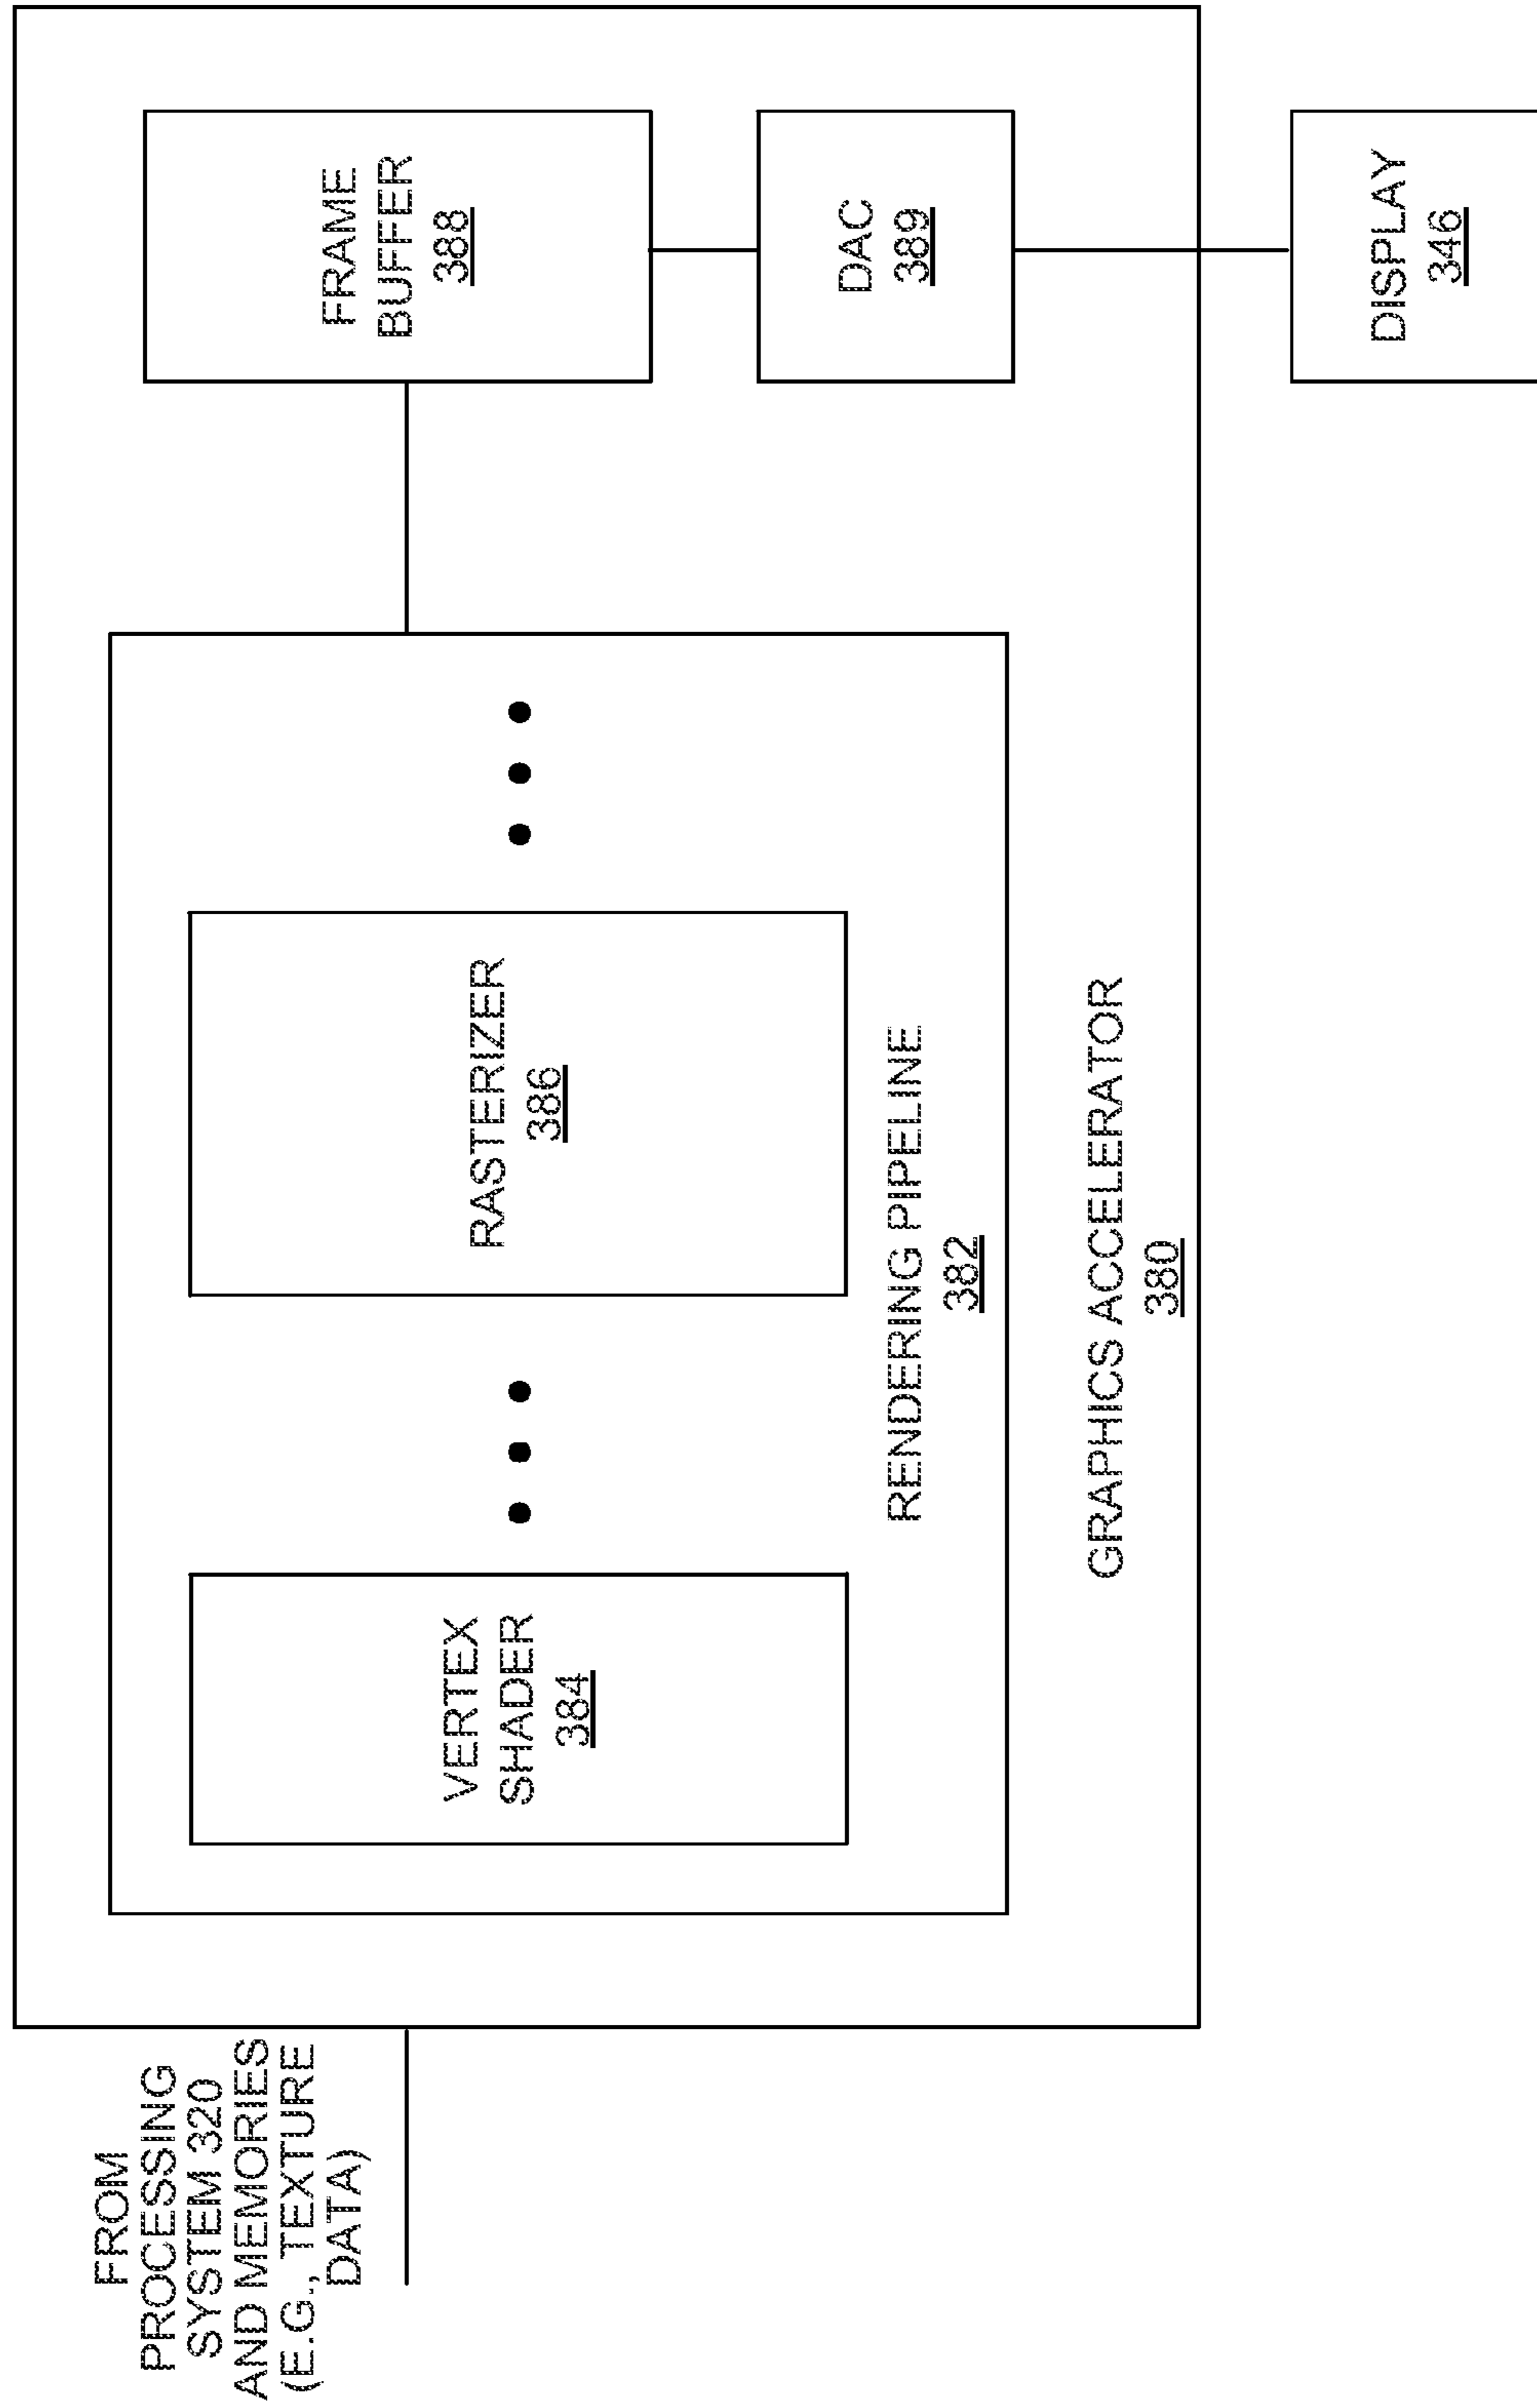 FROM
PROCESSING
SYSTEM 320
AND MEMORIES
(E.G., TEXTURE
DATA)
VERTEX
SHADER
384
RASTERIZER
386
RENDERING PIPELINE
382
GRAPHICS ACCELERATOR
380
FRAME
BUFFER
388
DAC
389
DISPLAY
346